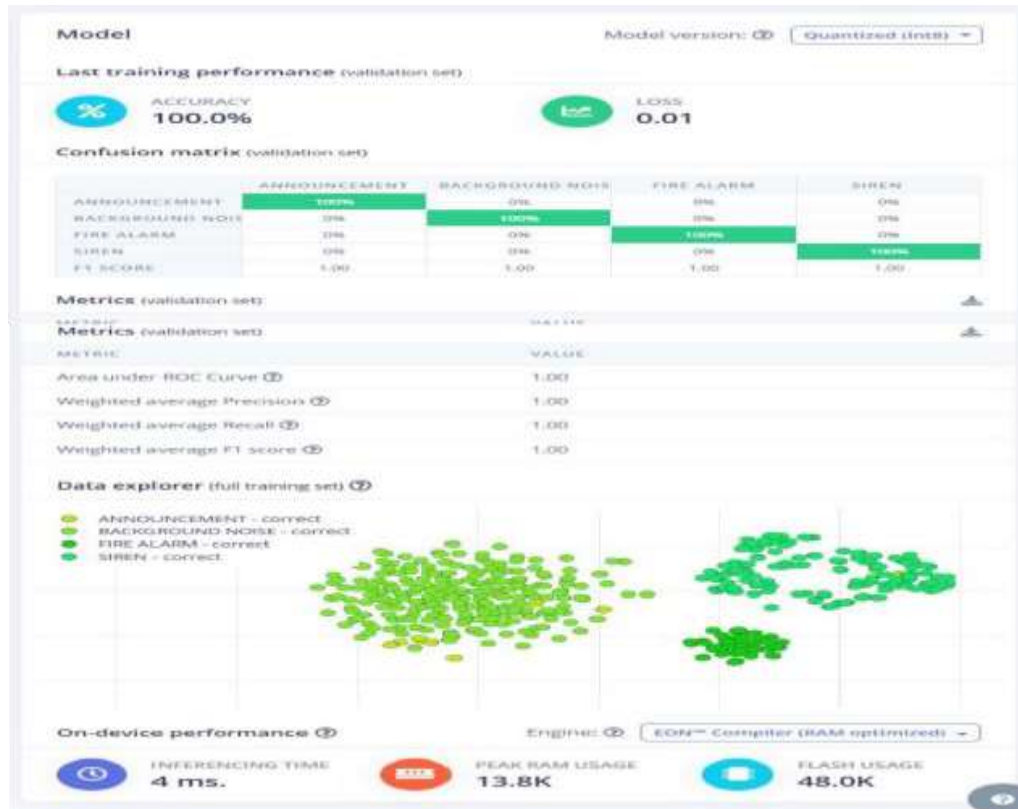 Model
Model version: Quantized (int8)
Last training performance (validation set)
ACCURACY
100.0%
LOSS
0.01
Confusion matrix (validation set)
ANNOUNCEMENT BACKGROUND NOIS FIRE ALARM SIREN
ANNOUNCEMENT 100% 0% 0% 0%
BACKGROUND NOIS 0% 100% 0% 0%
FIRE ALARM 0% 0% 100% 0%
SIREN 0% 0% 0% 100%
F1 SCORE 1.00 1.00 1.00 1.00
Metrics (validation set)
METRIC VALUE
Metrics (validation set)
METRIC VALUE
Area under ROC Curve 1.00
Weighted average Precision 1.00
Weighted average Recall 1.00
Weighted average F1 score 1.00
Data explorer (full training set)
ANNOUNCEMENT - correct
BACKGROUND NOISE - correct
FIRE ALARM - correct
SIREN - correct
On-device performance
Engine: EON™ Compiler (RAM optimized)
INFERENCING TIME
4 ms.
PEAK RAM USAGE
13.8K
FLASH USAGE
48.0K